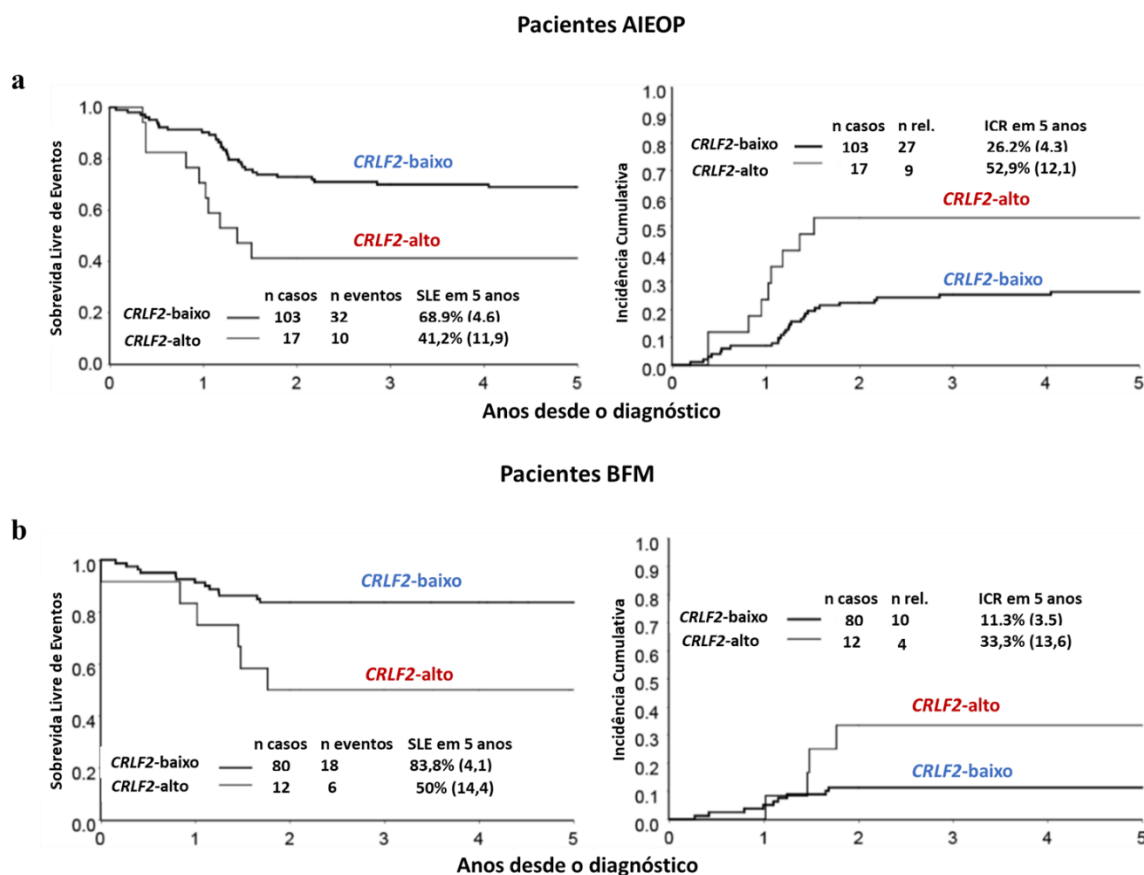 Pacientes AIEOP
a
Sobrevida Livre de Eventos
1.0
0.8
0.6
0.4
0.2
0.0
CRLF2-baixo
CRLF2-alto
n casos n eventos SLE em 5 anos
CRLF2-baixo 103 32 68.9% (4.6)
CRLF2-alto 17 10 41,2% (11,9)
0 1 2 3 4 5
Incidência Cumulativa
1.0
0.9
0.8
0.7
0.6
0.5
0.4
0.3
0.2
0.1
0.0
n casos n rel. ICR em 5 anos
CRLF2-baixo 103 27 26.2% (4.3)
CRLF2-alto 17 9 52,9% (12,1)
CRLF2-alto
CRLF2-baixo
0 1 2 3 4 5
Anos desde o diagnóstico
Pacientes BFM
b
Sobrevida Livre de Eventos
1.0
0.8
0.6
0.4
0.2
0.0
CRLF2-baixo
CRLF2-alto
n casos n eventos SLE em 5 anos
CRLF2-baixo 80 18 83,8% (4,1)
CRLF2-alto 12 6 50% (14,4)
0 1 2 3 4 5
Incidência Cumulativa
1.0
0.9
0.8
0.7
0.6
0.5
0.4
0.3
0.2
0.1
0.0
n casos n rel. ICR em 5 anos
CRLF2-baixo 80 10 11.3% (3.5)
CRLF2-alto 12 4 33,3% (13,6)
CRLF2-alto
CRLF2-baixo
0 1 2 3 4 5
Anos desde o diagnóstico